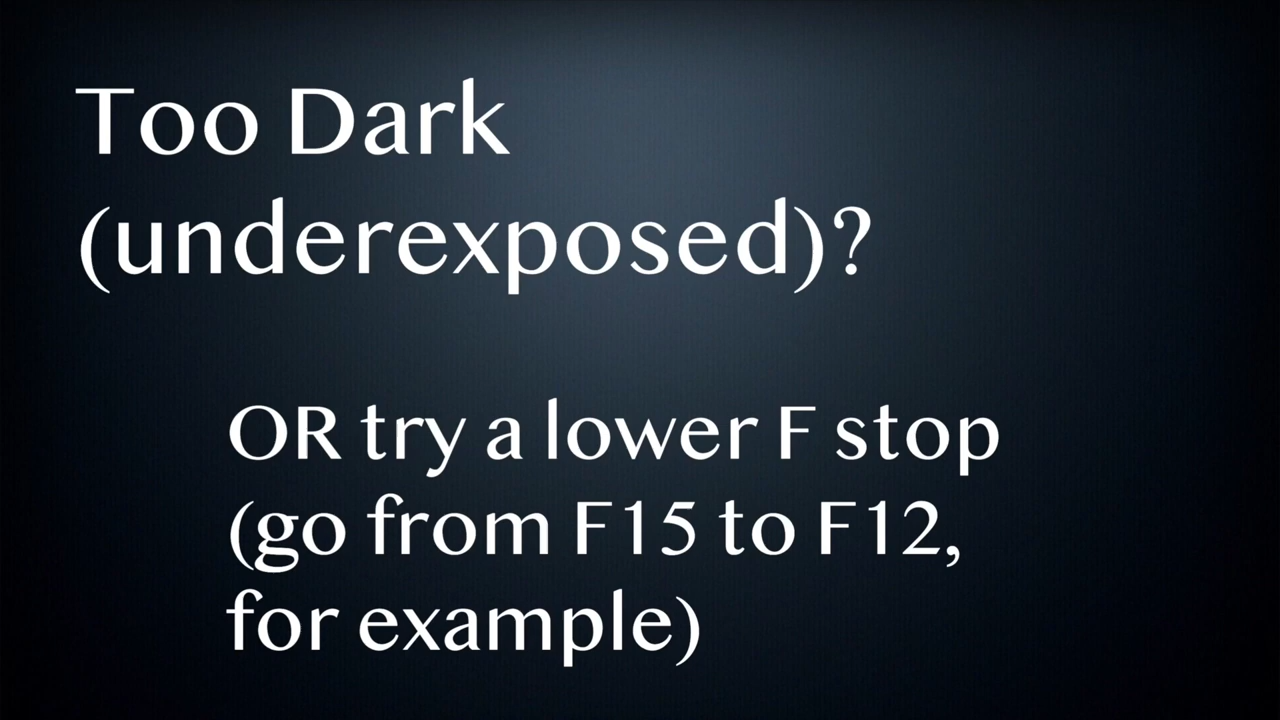 Too Dark
(underexposed)?
OR try a lower F stop
(go from F15 to F12,
for example)